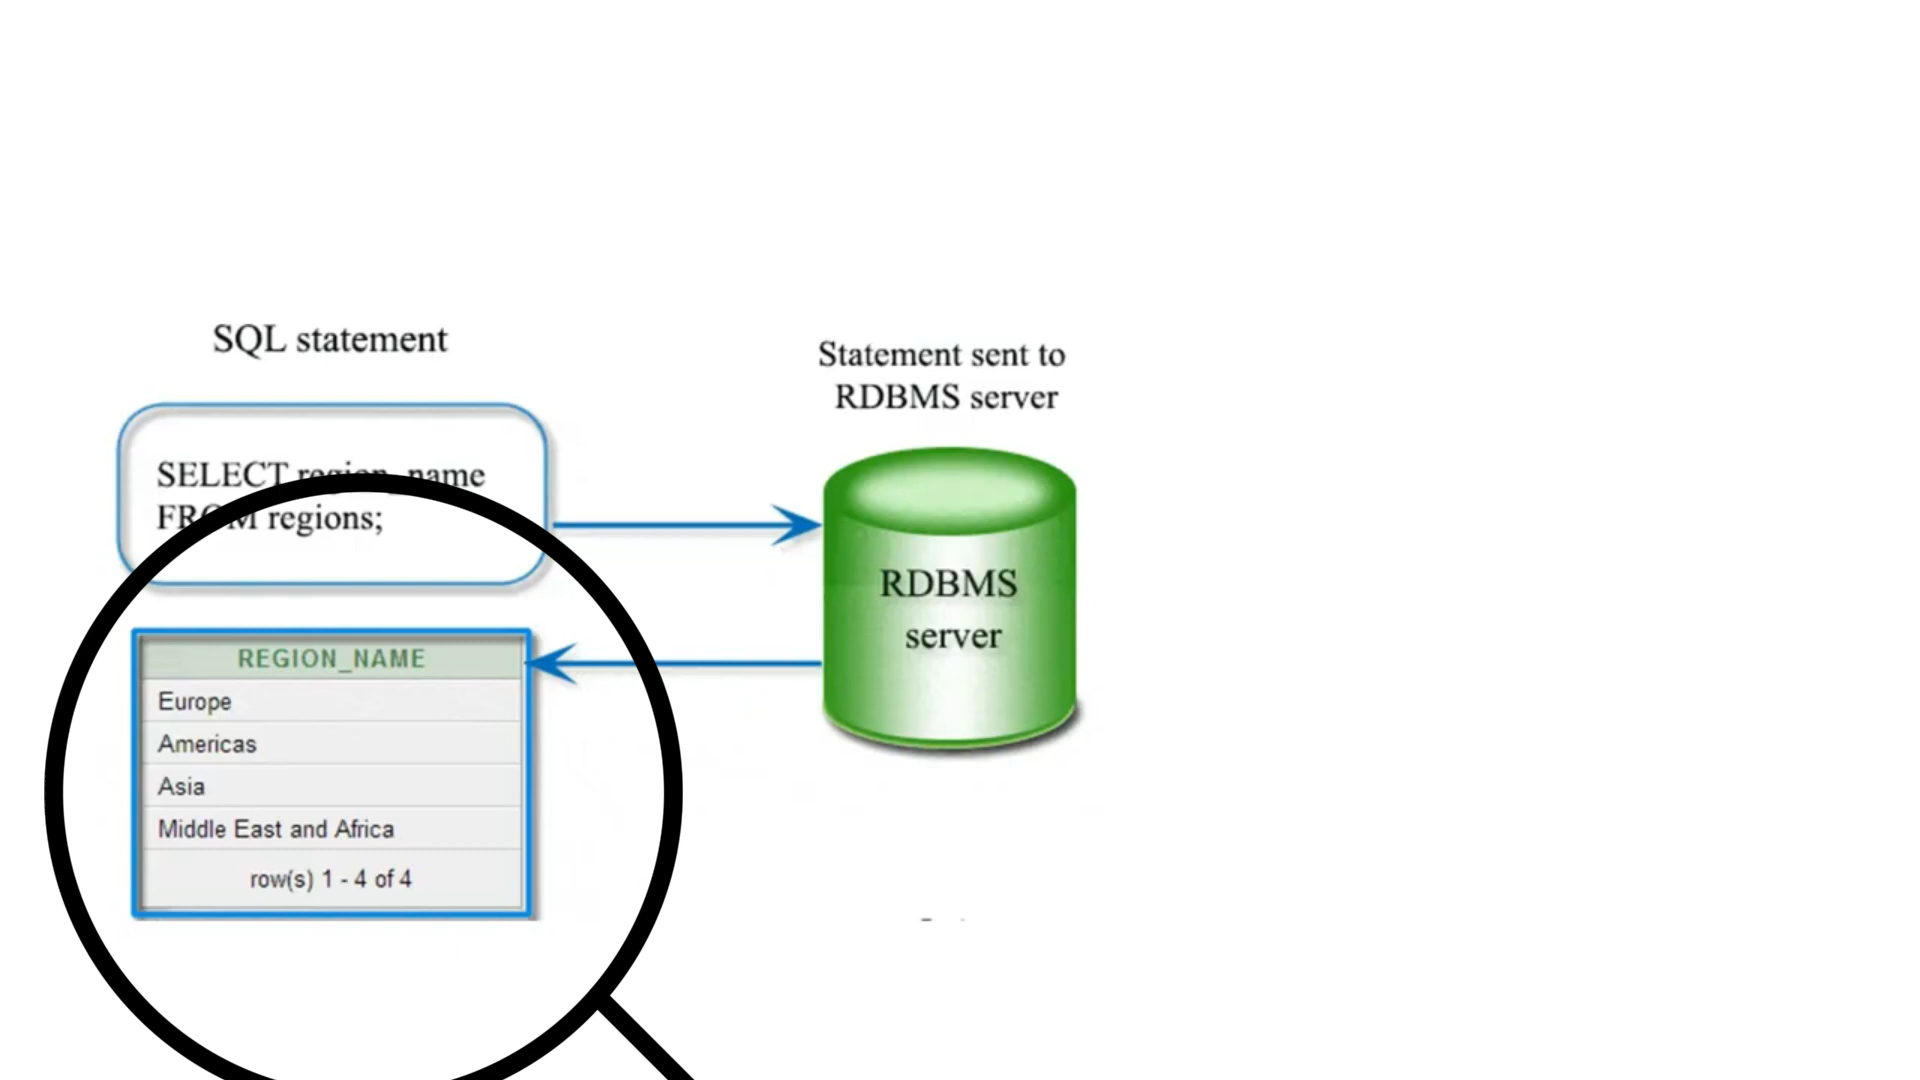 SQL statement
SELECT region_name
FROM regions;
Statement sent to
RDBMS server
RDBMS
server
REGION_NAME
Europe
Americas
Asia
Middle East and Africa
row(s) 1 - 4 of 4